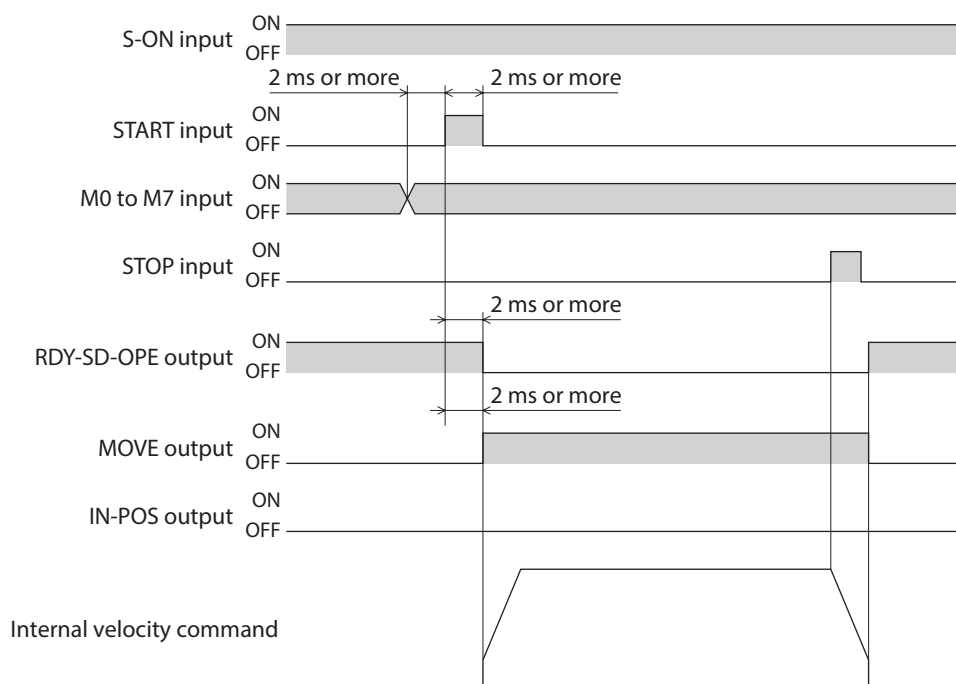 S-ON input
ON
OFF
2 ms or more
2 ms or more
START input
ON
OFF
M0 to M7 input
ON
OFF
STOP input
ON
OFF
2 ms or more
RDY-SD-OPE output
ON
OFF
2 ms or more
MOVE output
ON
OFF
IN-POS output
ON
OFF
Internal velocity command